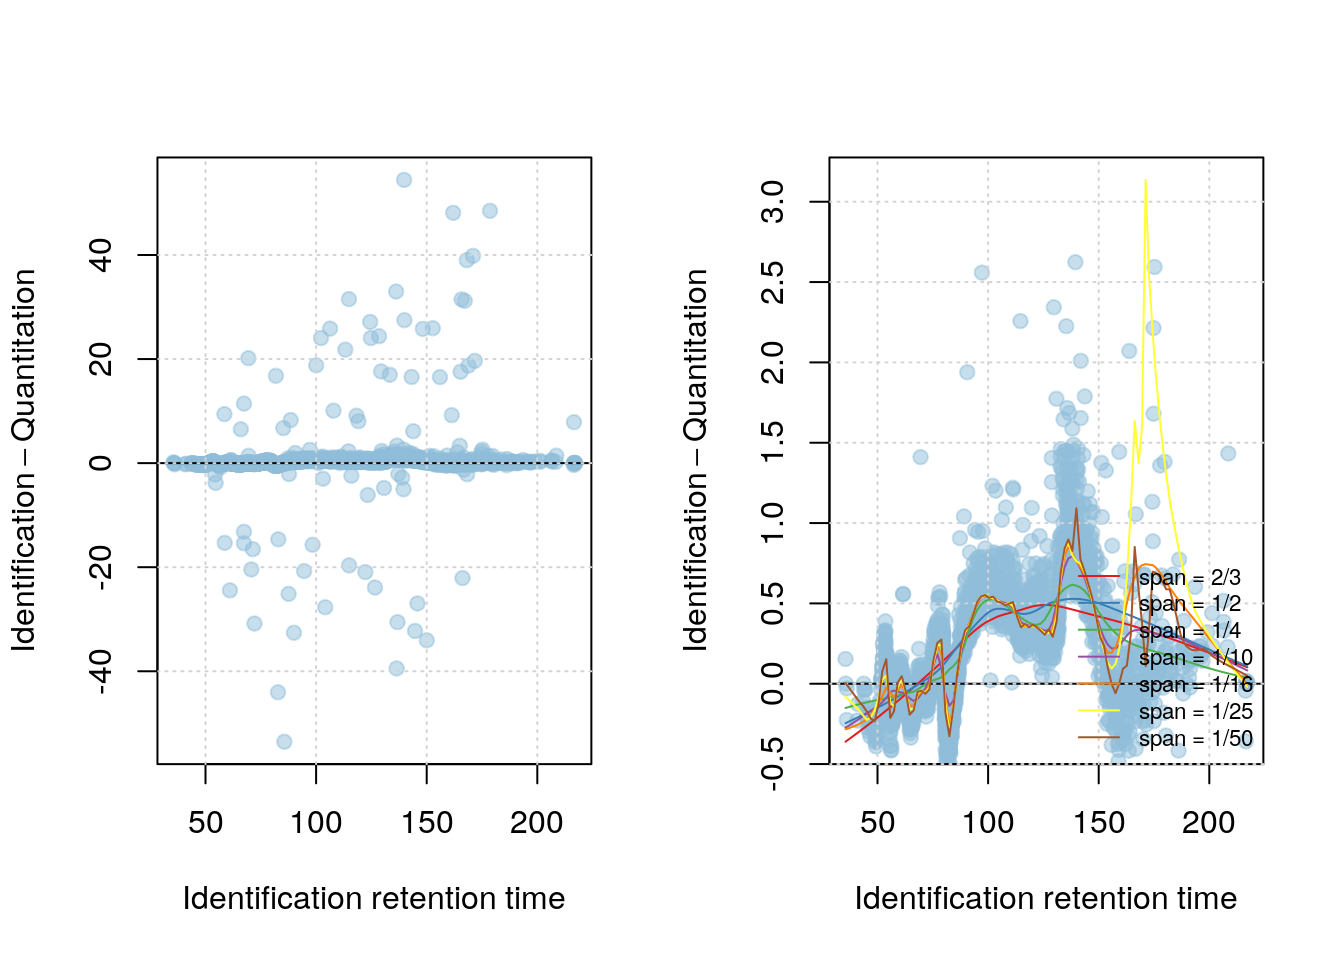 Identification – Quantitation
40
20
0
-20
-40
50 100 150 200
Identification retention time
Identification – Quantitation
3.0
2.5
2.0
1.5
1.0
0.5
0.0
-0.5
span = 2/3
span = 1/2
span = 1/4
span = 1/10
span = 1/16
span = 1/25
span = 1/50
50 100 150 200
Identification retention time